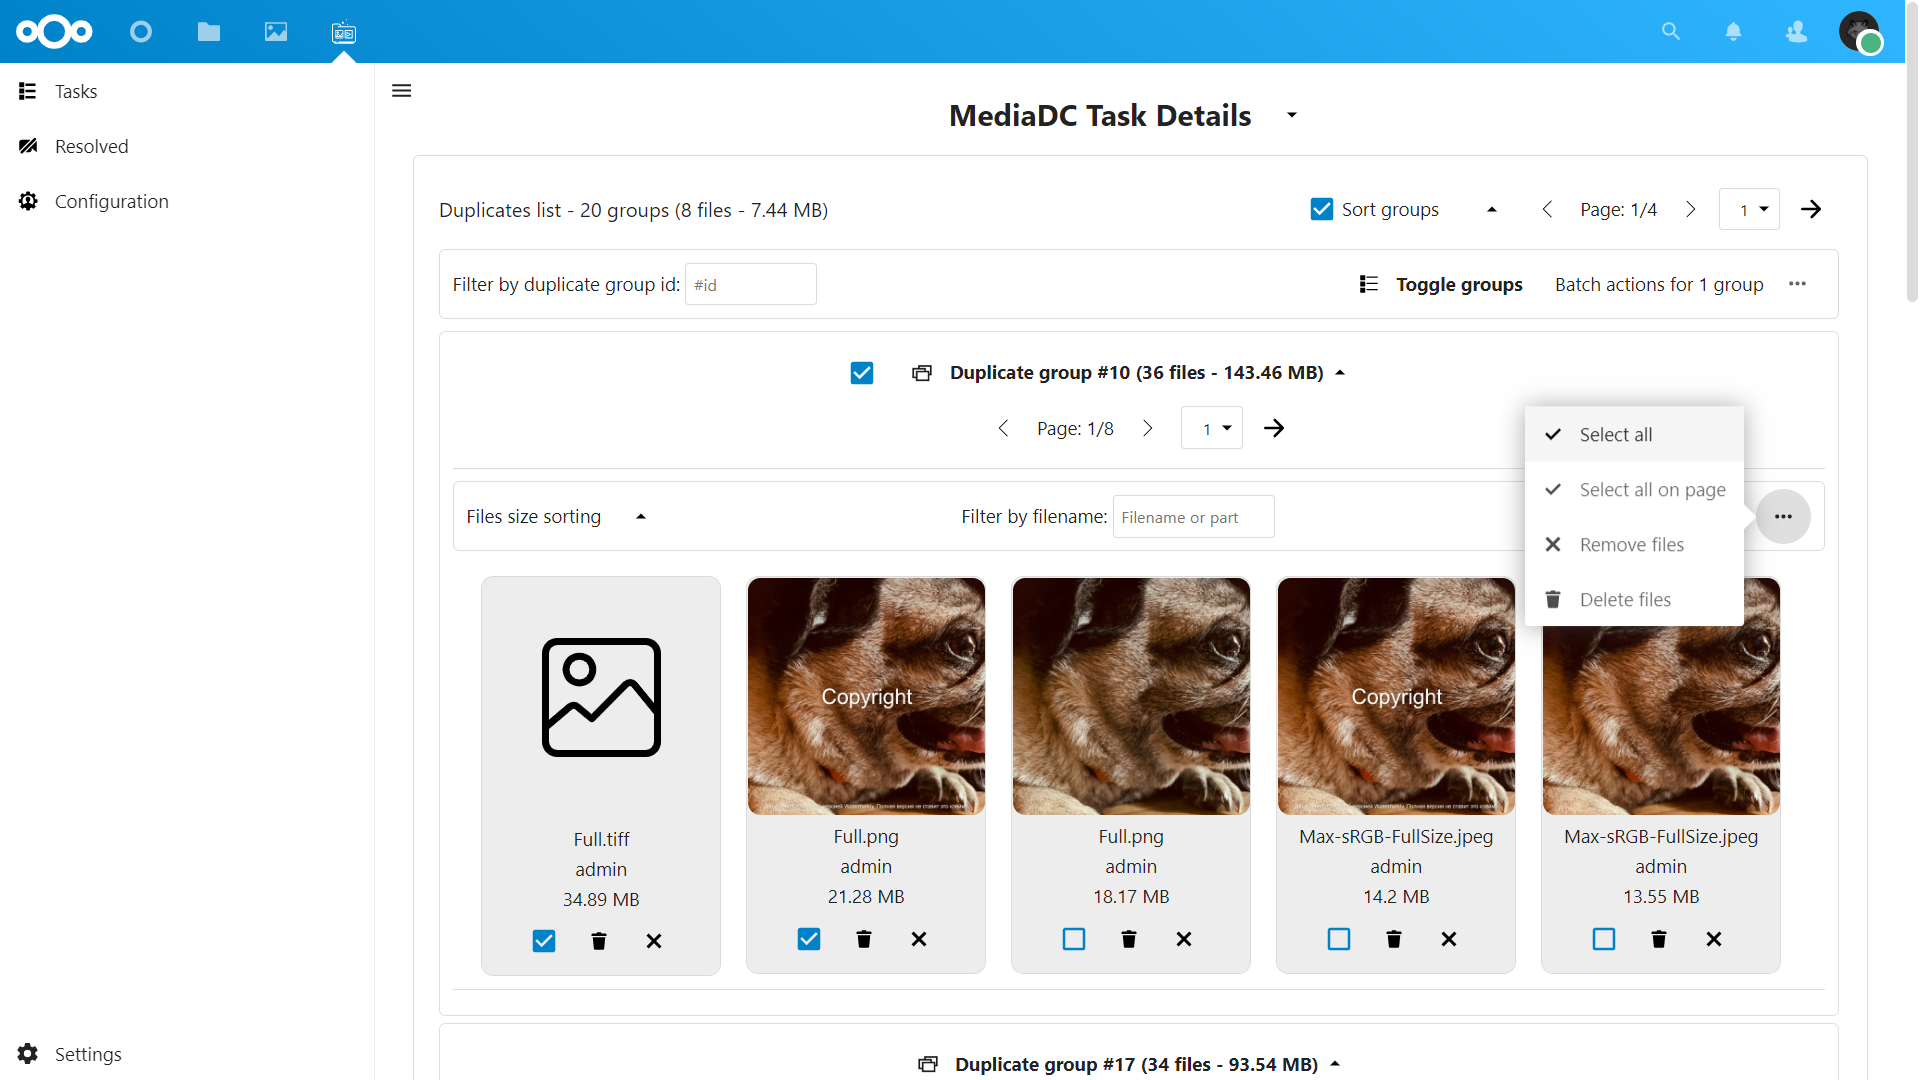 Tasks
Resolved
Configuration
Settings
MediaDC Task Details
Duplicates list - 20 groups (8 files - 7.44 MB)
Sort groups
Page: 1/4
1
Filter by duplicate group id:
#id
Toggle groups
Batch actions for 1 group
Duplicate group #10 (36 files - 143.46 MB)
Page: 1/8
1
Files size sorting
Filter by filename:
Filename or part
Select all
Select all on page
Remove files
Delete files
Copyright
Full.tiff
admin
34.89 MB
Full.png
admin
21.28 MB
Full.png
admin
18.17 MB
Copyright
Max-sRGB-FullSize.jpeg
admin
14.2 MB
Max-sRGB-FullSize.jpeg
admin
13.55 MB
Duplicate group #17 (34 files - 93.54 MB)